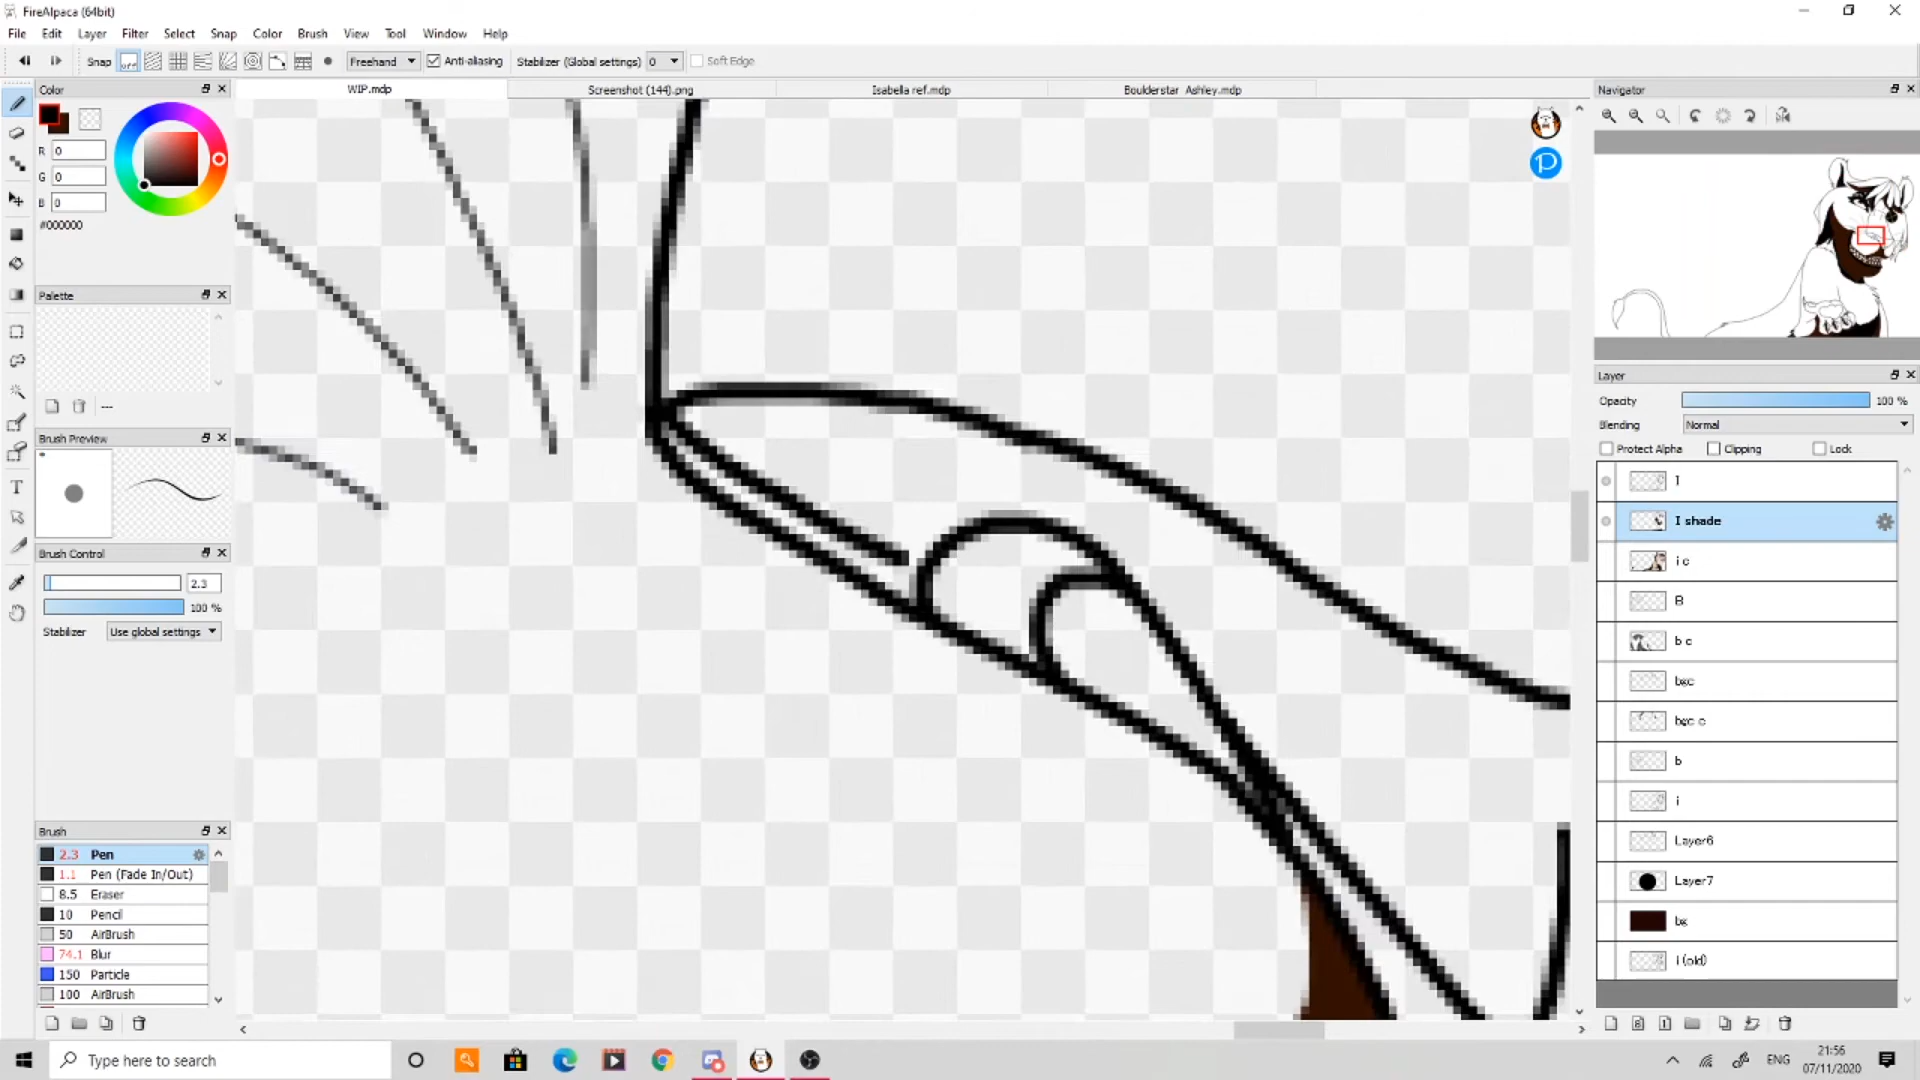 FireAlpaca (64bit)
File Edit Layer Filter Select Snap Color Brush View Tool Window Help
Snap off Freehand Anti-aliasing Stabilizer (Global settings) 0 Soft Edge
Color
WIP.mdp Screenshot (144).png Isabella ref.mdp Boulderstar Ashley.mdp
Navigator
R 0
G 0
B 0
#000000
Palette
---
Brush Preview
Brush Control
2.3
100 %
Stabilizer Use global settings
Brush
2.3 Pen
1.1 Pen (Fade In/Out)
8.5 Eraser
10 Pencil
50 AirBrush
74.1 Blur
150 Particle
100 AirBrush
Layer
Opacity 100 %
Blending Normal
Protect Alpha Clipping Lock
I
I shade
i c
B
b c
bgc
bgc c
b
i
Layer6
Layer7
bg
i (old)
Type here to search
ENG
21:56
07/11/2020